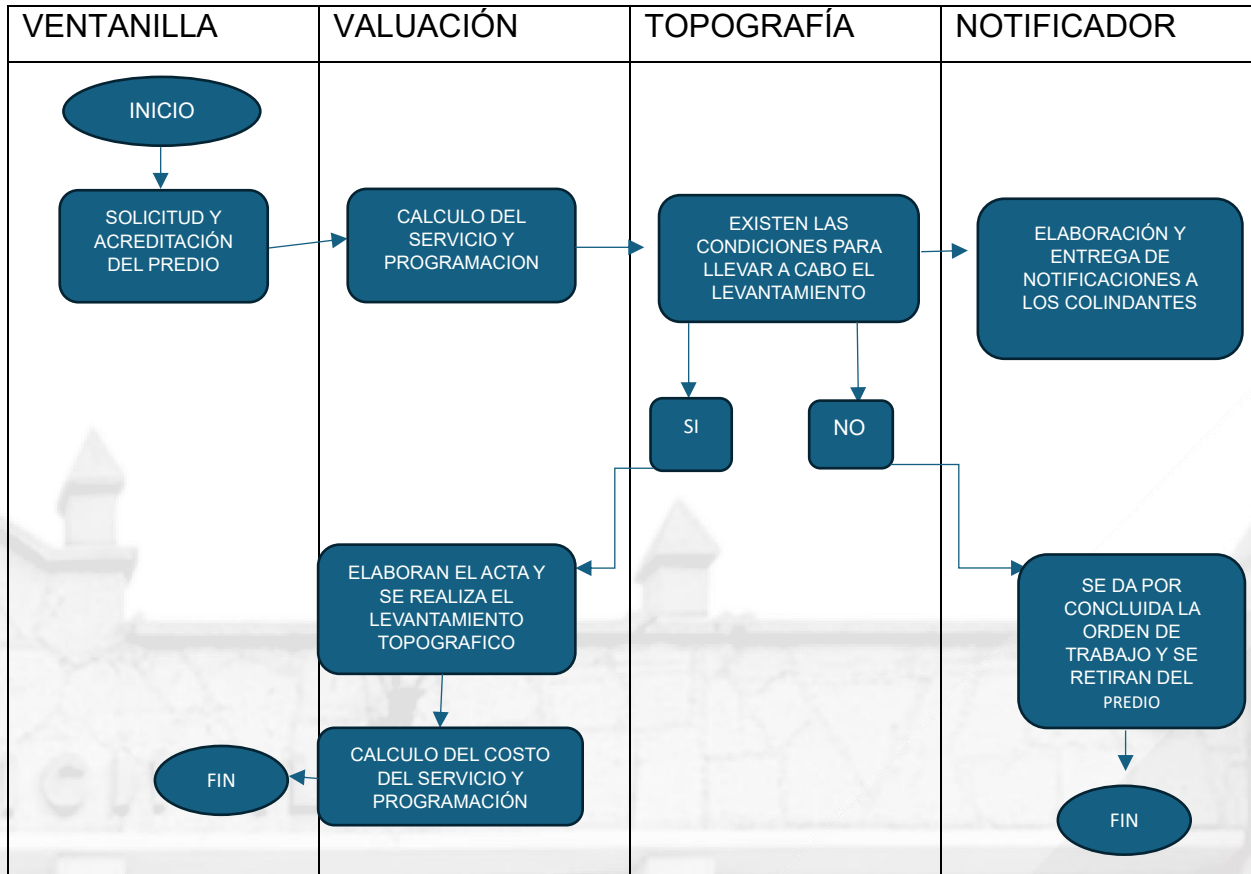 VENTANILLA
VALUACIÓN
TOPOGRAFÍA
NOTIFICADOR
INICIO
SOLICITUD Y
ACREDITACIÓN
DEL PREDIO
CALCULO DEL
SERVICIO Y
PROGRAMACION
EXISTEN LAS
CONDICIONES PARA
LLEVAR A CABO EL
LEVANTAMIENTO
ELABORACIÓN Y
ENTREGA DE
NOTIFICACIONES A
LOS COLINDANTES
SI
NO
ELABORAN EL ACTA Y
SE REALIZA EL
LEVANTAMIENTO
TOPOGRAFICO
SE DA POR
CONCLUIDA LA
ORDEN DE
TRABAJO Y SE
RETIRAN DEL
PREDIO
CALCULO DEL COSTO
DEL SERVICIO Y
PROGRAMACIÓN
FIN
FIN